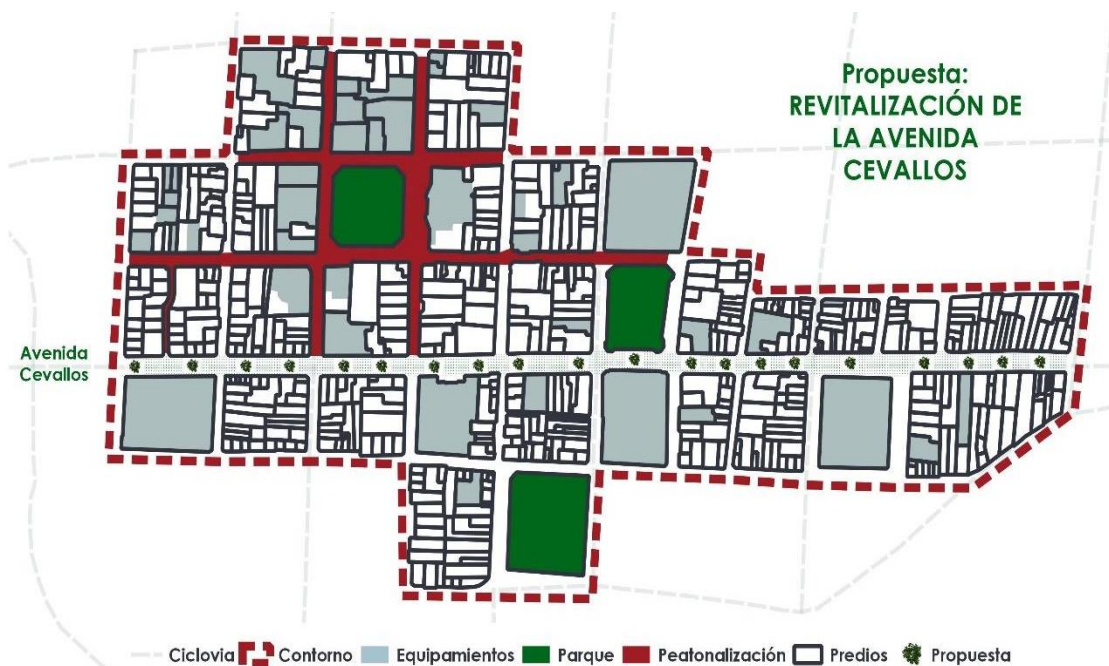 Propuesta:
REVITALIZACIÓN DE
LA AVENIDA
CEVALLOS
Avenida
Cevallos
Ciclovia Contorno Equipamientos Parque Peatonalización Predios Propuesta